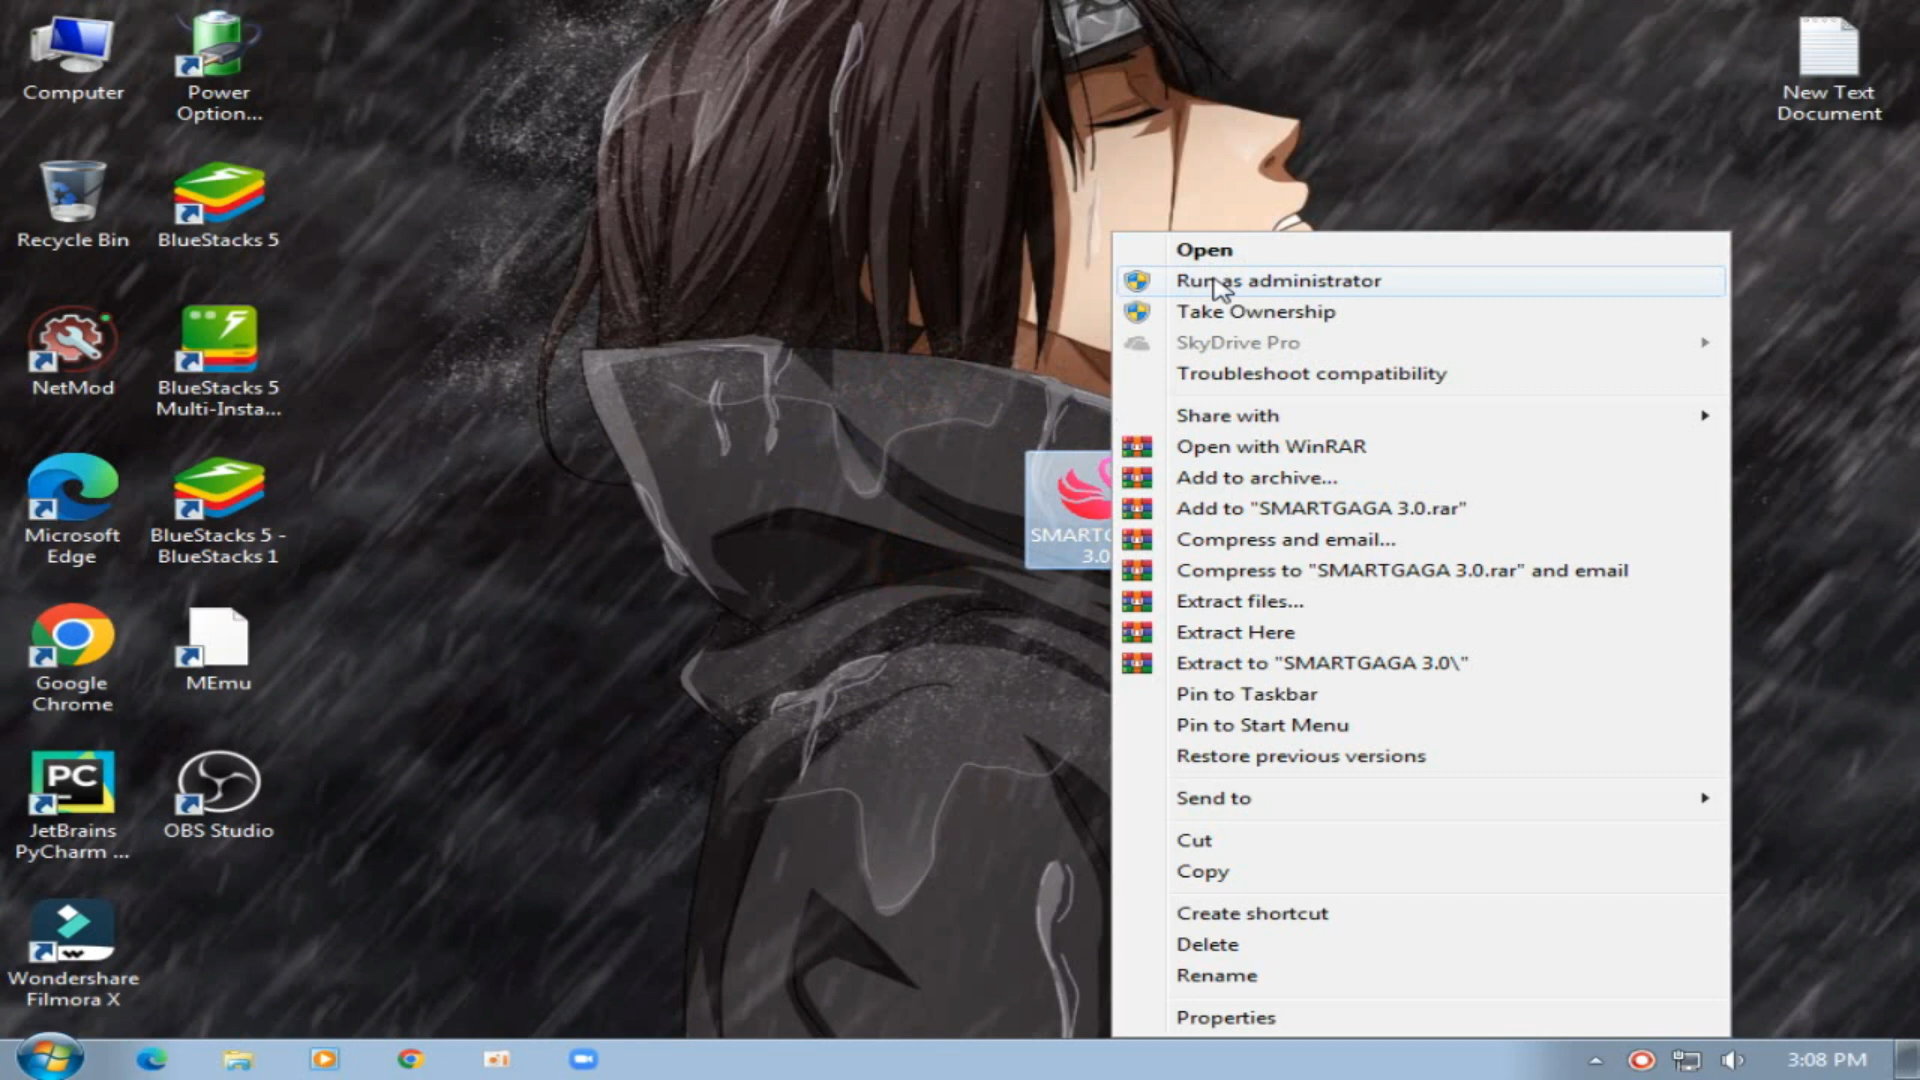 Computer
Power
Option...
Recycle Bin
BlueStacks 5
NetMod
BlueStacks 5
Multi-Insta...
Microsoft
Edge
BlueStacks 5 -
BlueStacks 1
Google
Chrome
MEmu
PC
JetBrains
PyCharm ...
OBS Studio
Wondershare
Filmora X
New Text
Document
SMARTG
3.0
Open
Run as administrator
Take Ownership
SkyDrive Pro
Troubleshoot compatibility
Share with
Open with WinRAR
Add to archive...
Add to "SMARTGAGA 3.0.rar"
Compress and email...
Compress to "SMARTGAGA 3.0.rar" and email
Extract files...
Extract Here
Extract to "SMARTGAGA 3.0\"
Pin to Taskbar
Pin to Start Menu
Restore previous versions
Send to
Cut
Copy
Create shortcut
Delete
Rename
Properties
3:08 PM